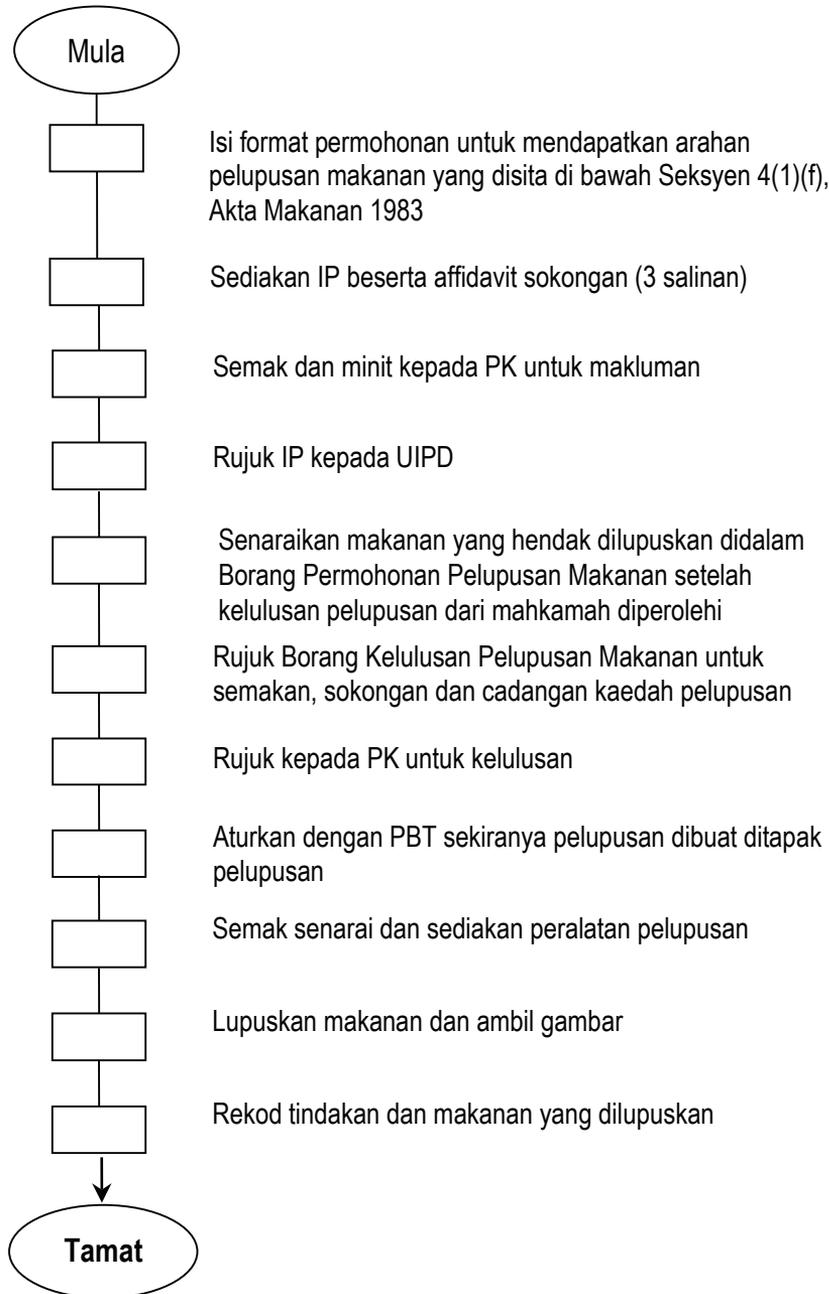 Mula
Isi format permohonan untuk mendapatkan arahan
pelupusan makanan yang disita di bawah Seksyen 4(1)(f),
Akta Makanan 1983
Sediakan IP beserta affidavit sokongan (3 salinan)
Semak dan minit kepada PK untuk makluman
Rujuk IP kepada UIPD
Senaraikan makanan yang hendak dilupuskan didalam
Borang Permohonan Pelupusan Makanan setelah
kelulusan pelupusan dari mahkamah diperolehi
Rujuk Borang Kelulusan Pelupusan Makanan untuk
semakan, sokongan dan cadangan kaedah pelupusan
Rujuk kepada PK untuk kelulusan
Aturkan dengan PBT sekiranya pelupusan dibuat ditapak
pelupusan
Semak senarai dan sediakan peralatan pelupusan
Lupuskan makanan dan ambil gambar
Rekod tindakan dan makanan yang dilupuskan
Tamat